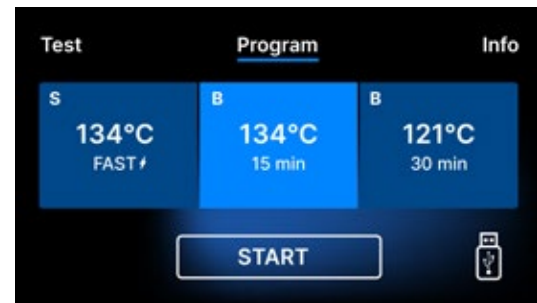 Test Program Info
S B B
134°C 134°C 121°C
FAST 15 min 30 min
START